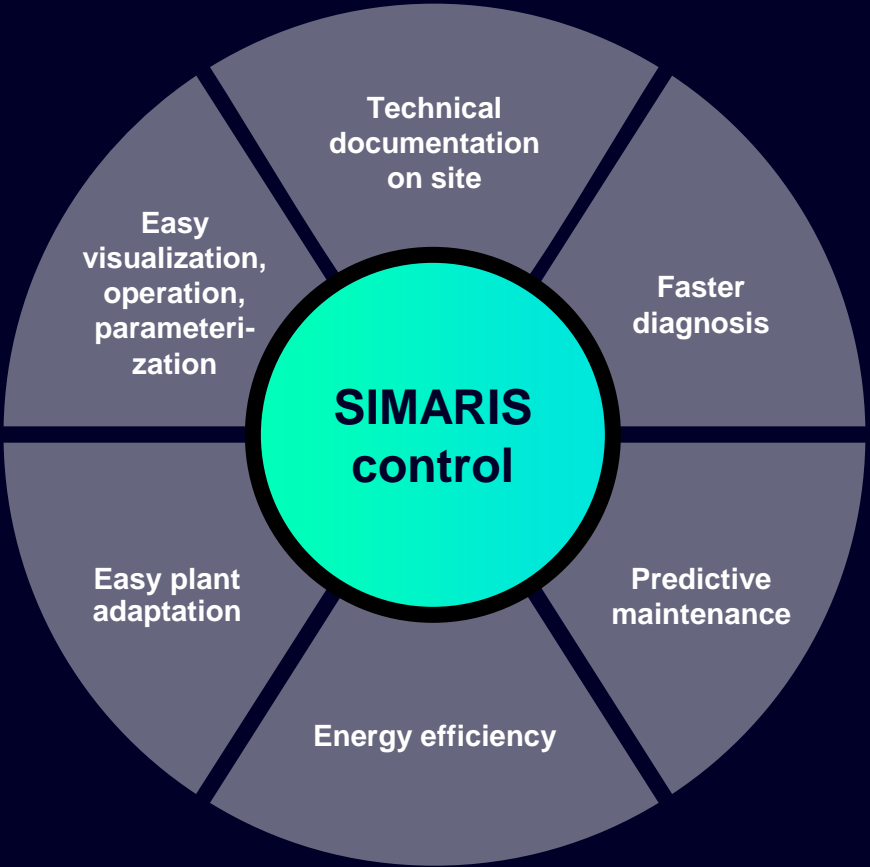 Technical
documentation
on site
Easy
visualization,
operation,
parameteri-
zation
Faster
diagnosis
SIMARIS
control
Easy plant
adaptation
Predictive
maintenance
Energy efficiency